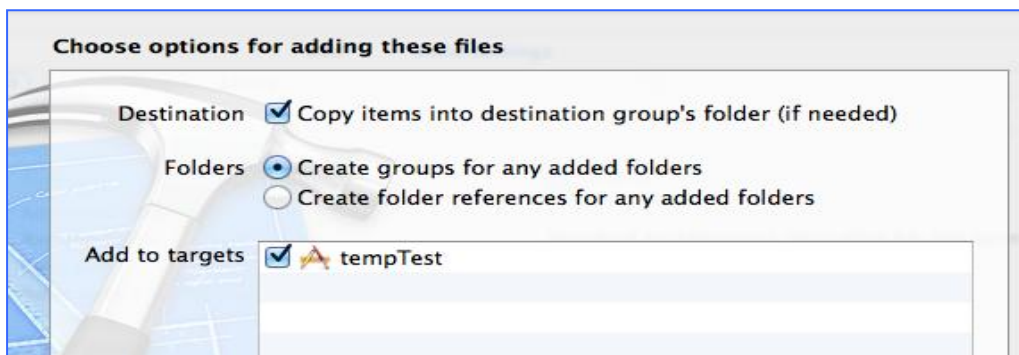 Choose options for adding these files
Destination Copy items into destination group's folder (if needed)
Folders Create groups for any added folders
Create folder references for any added folders
Add to targets tempTest